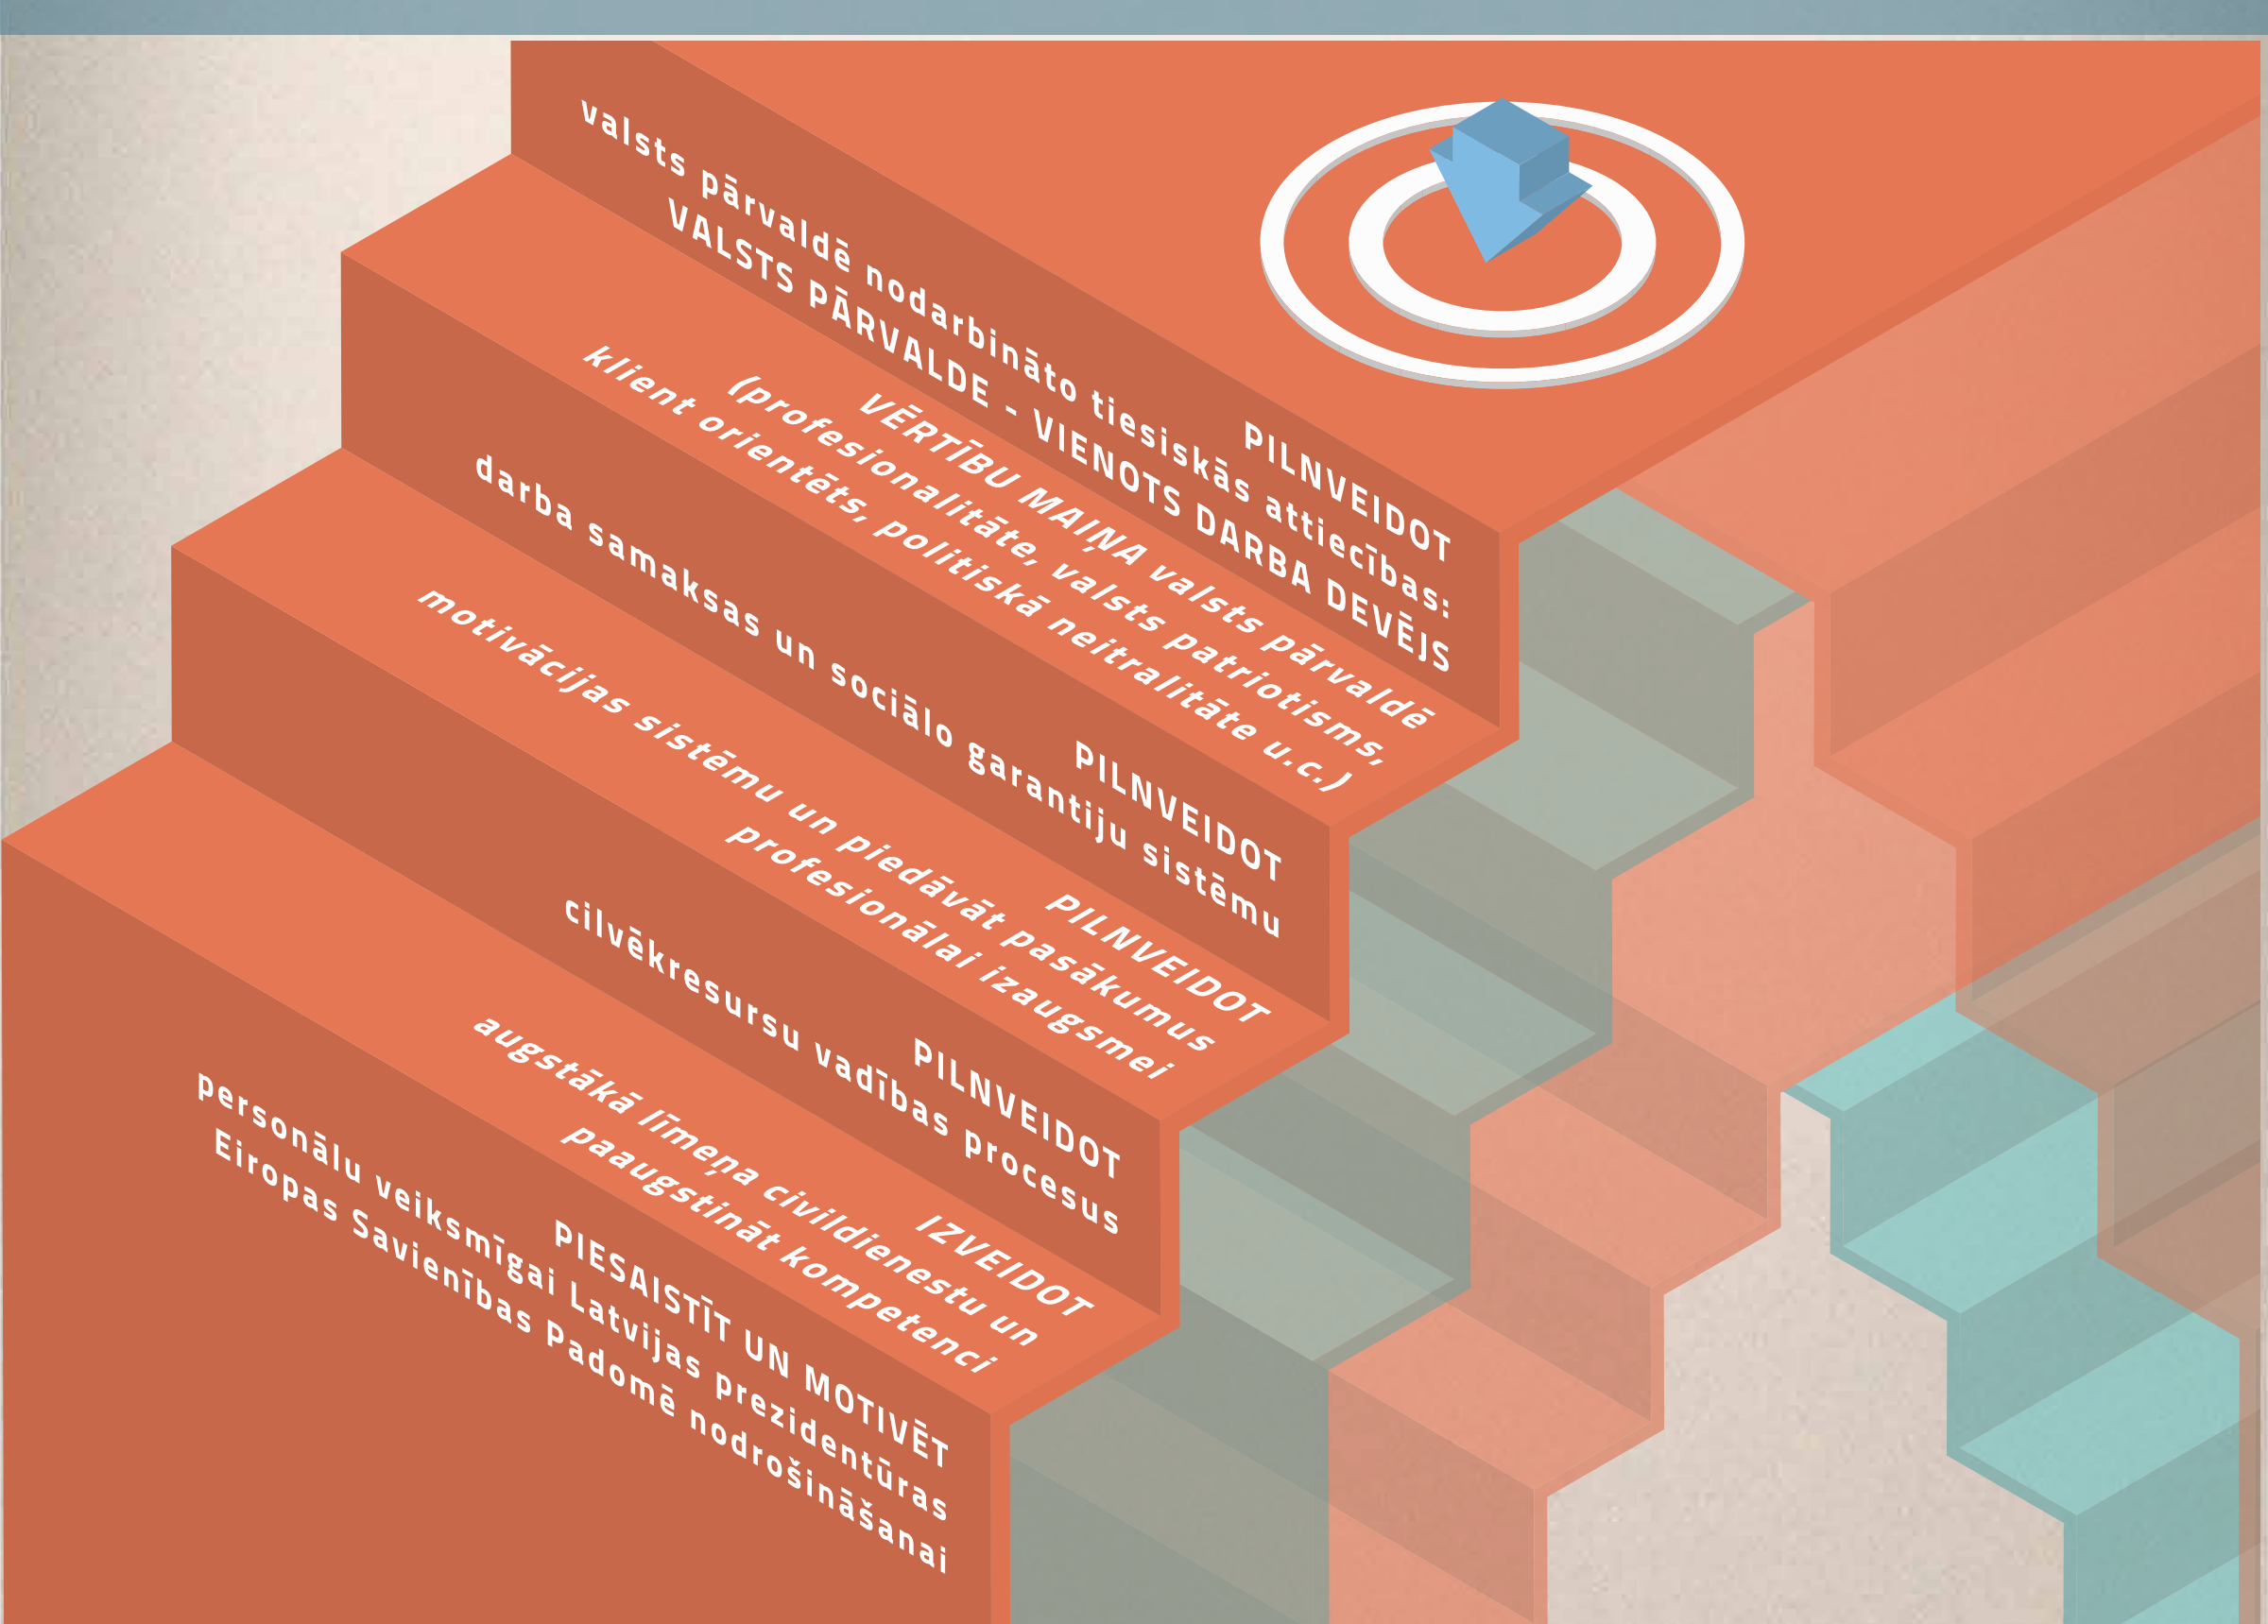 PILNVEIDOT
valsts pārvaldē nodarbināto tiesiskās attiecības:
VALSTS PĀRVALDE - VIENOTS DARBA DEVĒJS
VĒRTĪBU MAIŅA valsts pārvaldē
(profesionalitāte, valsts patriotisms,
klient orientēts, politiskā neitralitāte u.c.)
PILNVEIDOT
darba samaksas un sociālo garantiju sistēmu
PILNVEIDOT
motivācijas sistēmu un piedāvāt pasākumus
profesionālai izaugsmei
PILNVEIDOT
cilvēkresursu vadības procesus
IZVEIDOT
augstākā līmeņa civildienestu un
paaugstināt kompetenci
PIESAISTĪT UN MOTIVĒT
personālu veiksmīgai Latvijas prezidentūras
Eiropas Savienības Padomē nodrošināšanai